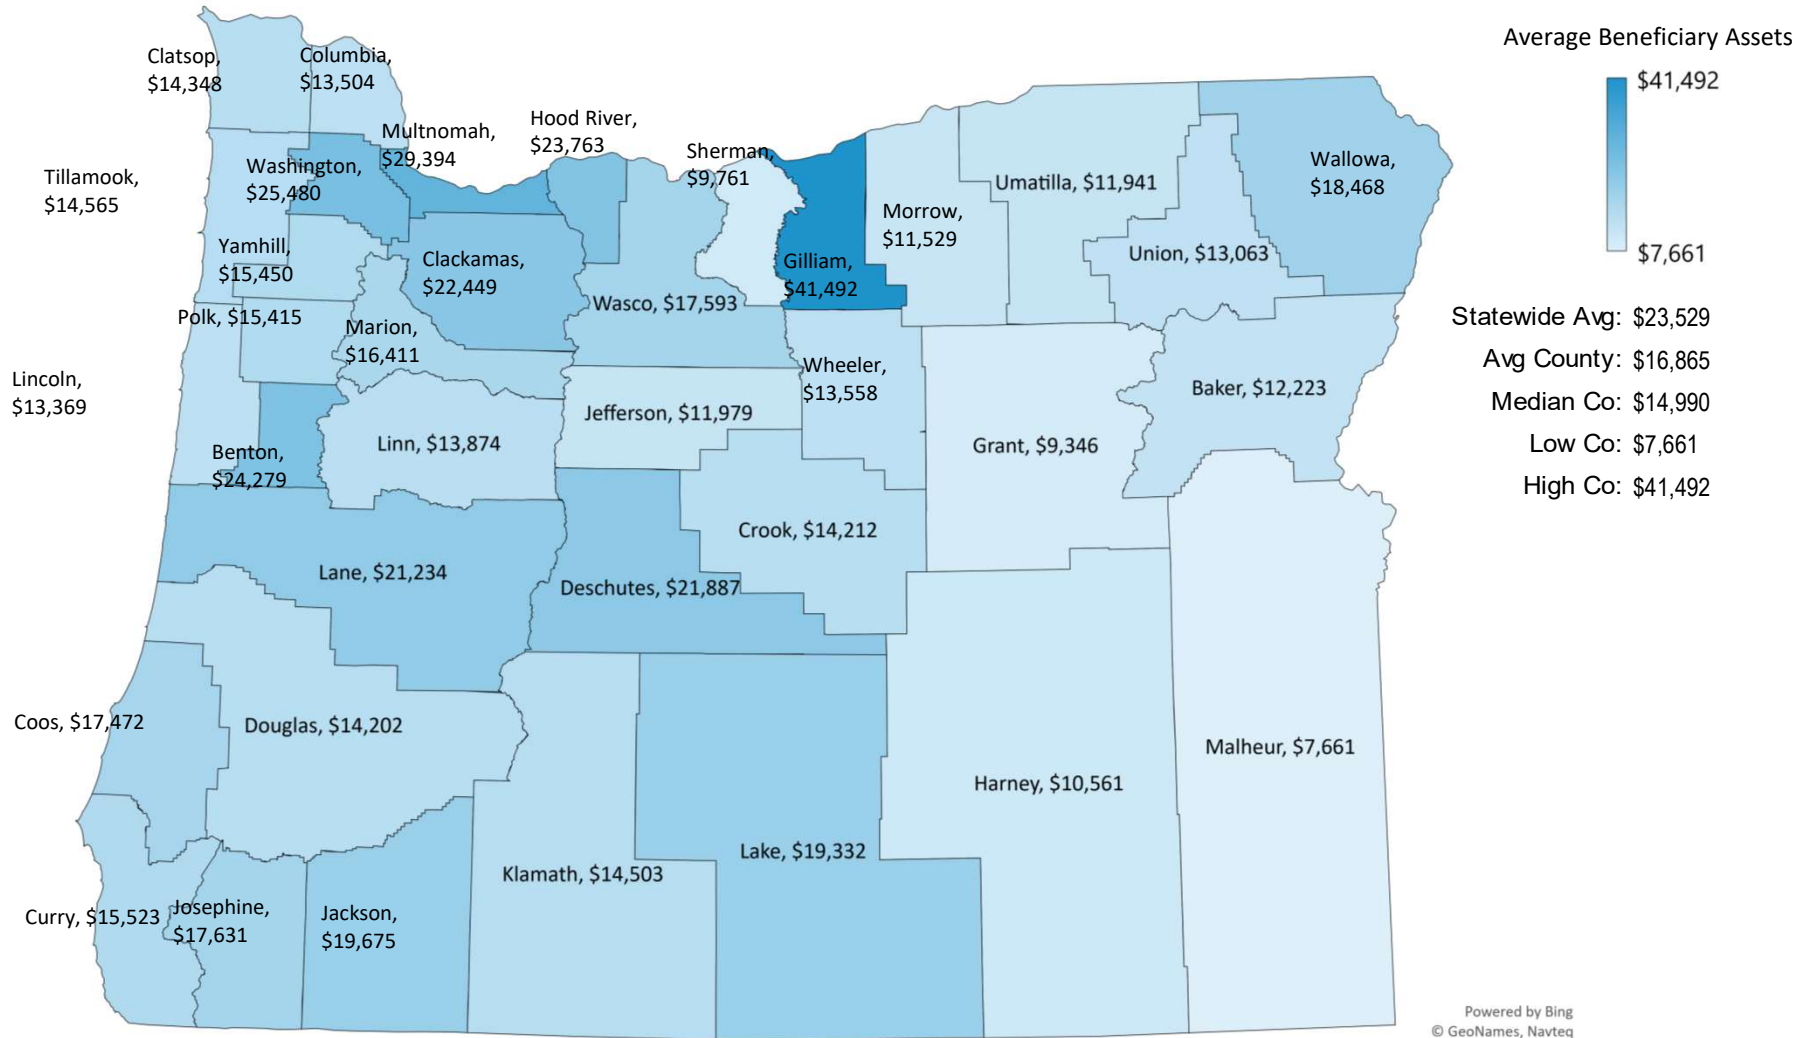 Average Beneficiary Assets
$41,492
$7,661
Statewide Avg: $23,529
Avg County: $16,865
Median Co: $14,990
Low Co: $7,661
High Co: $41,492
Clatsop,
$14,348
Columbia,
$13,504
Tillamook,
$14,565
Washington,
$25,480
Multnomah,
$29,394
Hood River,
$23,763
Sherman,
$9,761
Gilliam,
$41,492
Morrow,
$11,529
Umatilla, $11,941
Union, $13,063
Wallowa,
$18,468
Yamhill,
$15,450
Clackamas,
$22,449
Wasco, $17,593
Polk, $15,415
Marion,
$16,411
Wheeler,
$13,558
Baker, $12,223
Lincoln,
$13,369
Benton,
$24,279
Linn, $13,874
Jefferson, $11,979
Grant, $9,346
Crook, $14,212
Lane, $21,234
Deschutes, $21,887
Coos, $17,472
Douglas, $14,202
Malheur, $7,661
Harney, $10,561
Lake, $19,332
Klamath, $14,503
Curry, $15,523
Josephine,
$17,631
Jackson,
$19,675
Powered by Bing
© GeoNames, Navteq